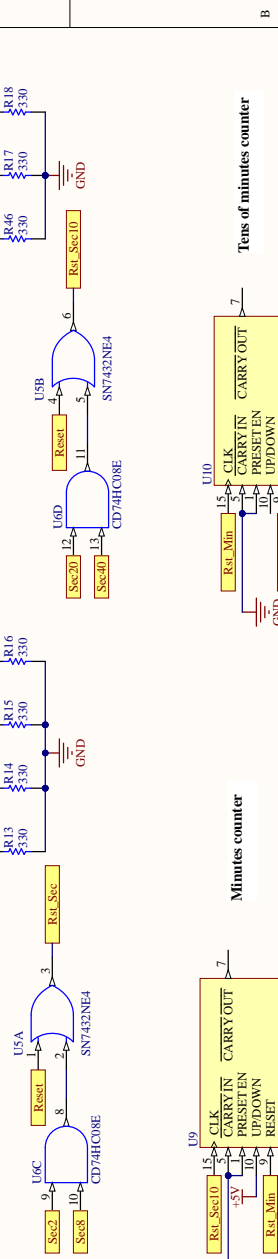 B
R13
330
R14
330
R15
330
R16
330
GND
R46
330
R17
330
R18
330
GND
U6C
9
10
8
Sec2
Sec8
CD74HC08E
U5A
Reset
1
2
3
SN7432NE4
Rst_Sec
U6D
12
13
11
Sec20
Sec40
CD74HC08E
U5B
Reset
4
5
6
SN7432NE4
Rst_Sec10
Minutes counter
Tens of minutes counter
U9
Rst_Sec10
15
CLK
5
CARRY IN
1
PRESET EN
+5V
10
UP/DOWN
Rst_Min
9
RESET
CARRY OUT
7
U10
Rst_Min
15
CLK
5
CARRY IN
1
PRESET EN
10
UP/DOWN
CARRY OUT
7
GND